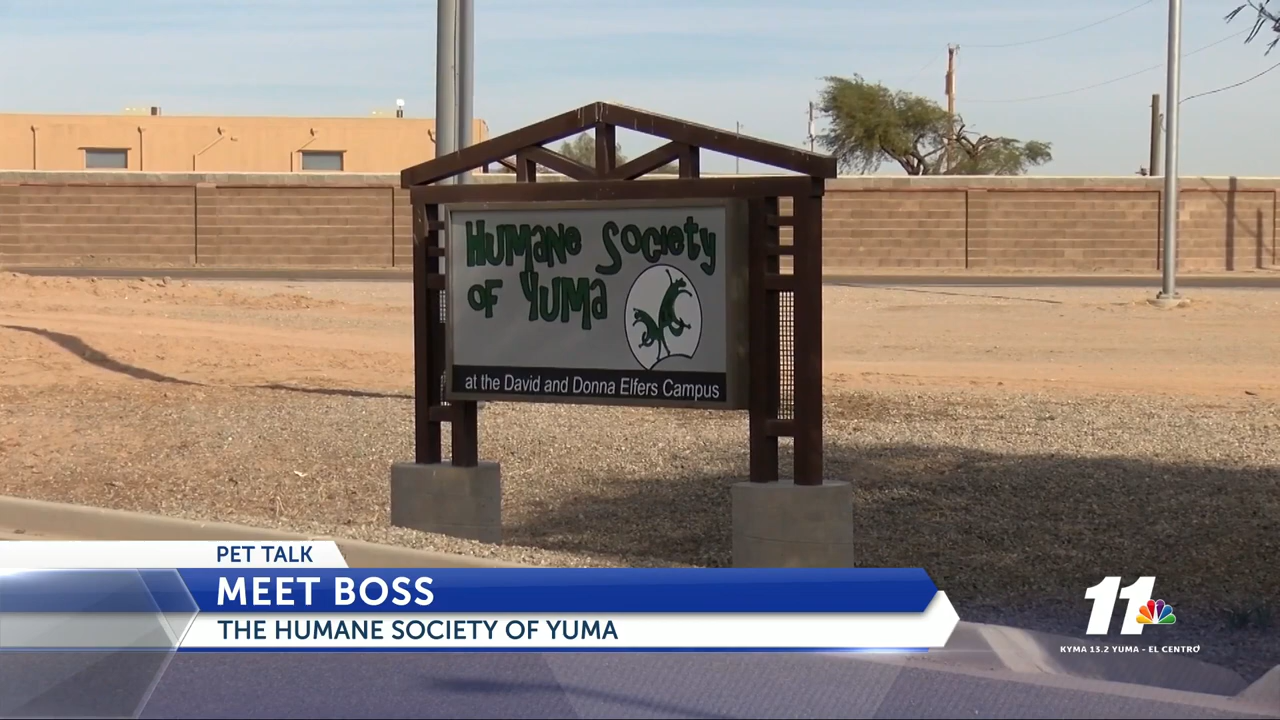 Humane Society
of Yuma
at the David and Donna Elfers Campus
PET TALK
MEET BOSS
THE HUMANE SOCIETY OF YUMA
11
KYMA 13.2 YUMA - EL CENTRO